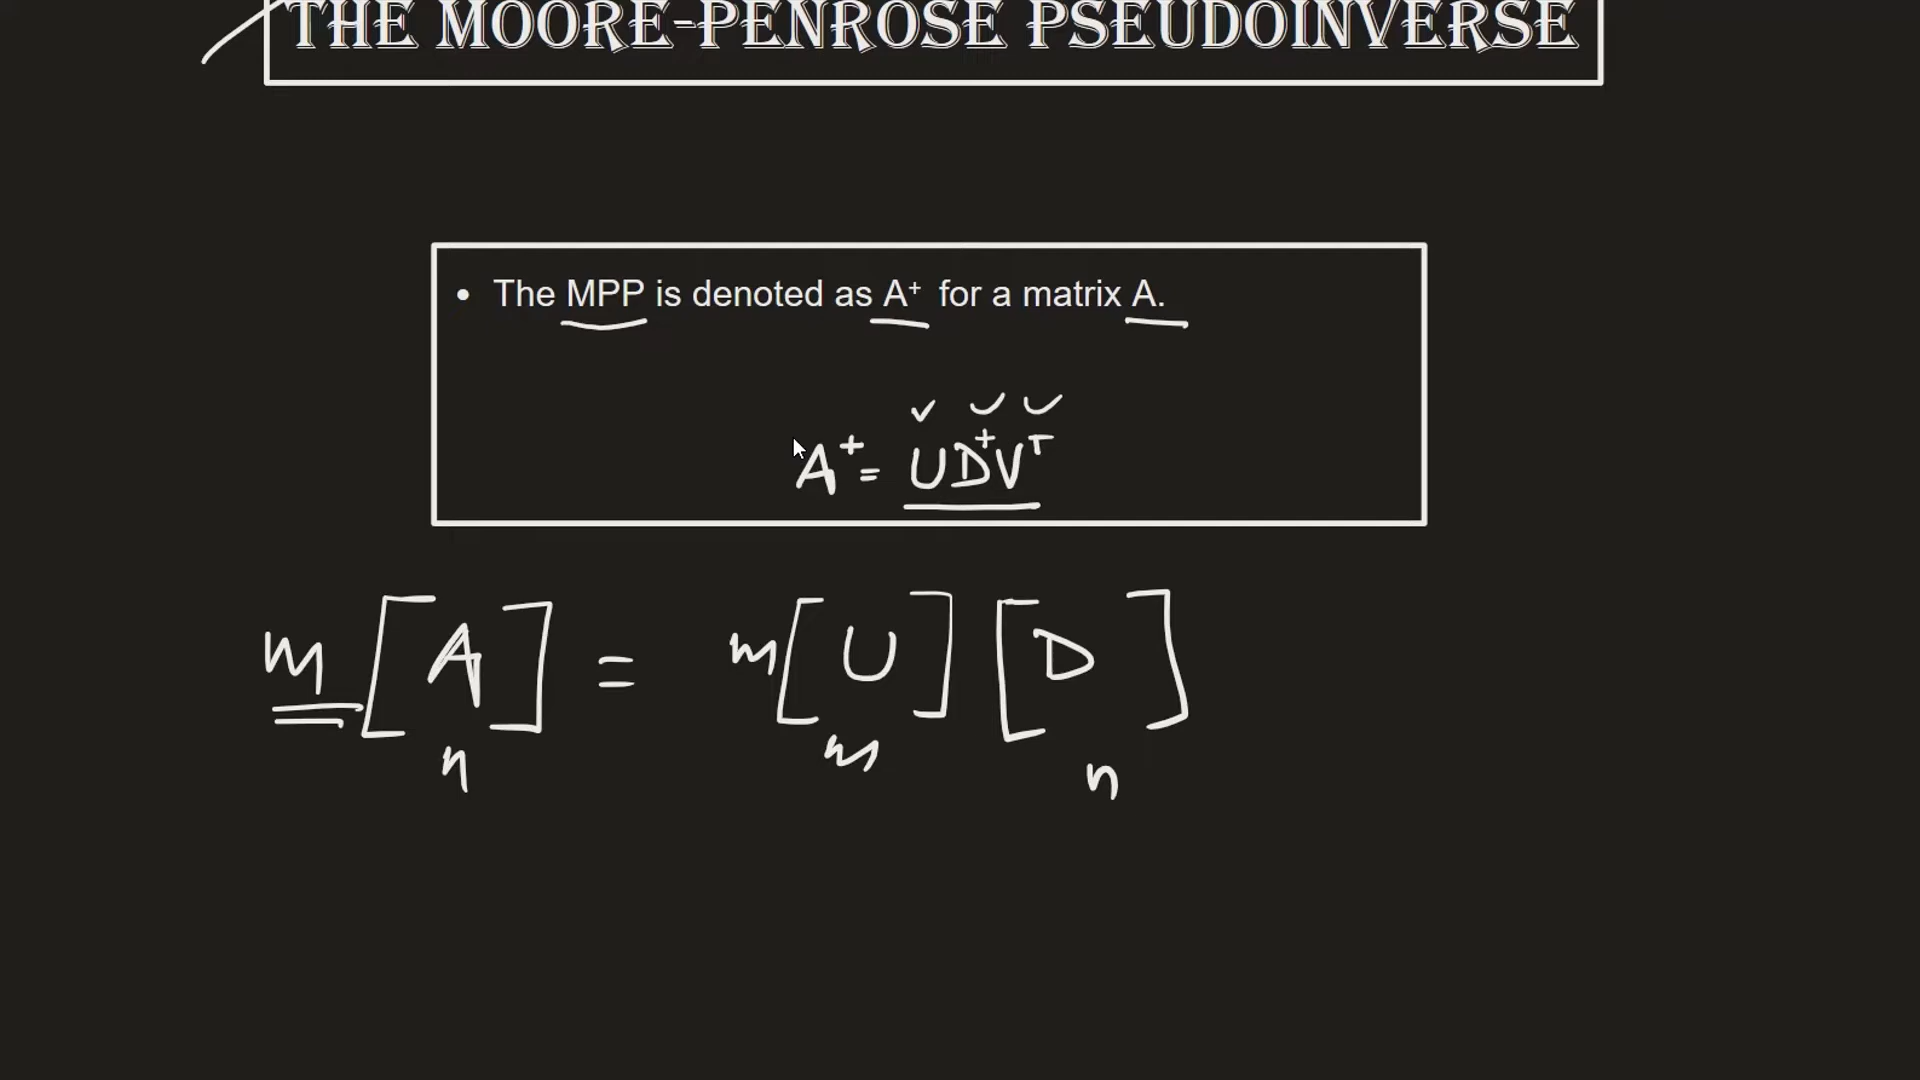 THE MOORE-PENROSE PSEUDOINVERSE
• The MPP is denoted as A⁺ for a matrix A.
A⁺ = UD⁺Vᵀ
m [A] = m [U] [D]
n m n